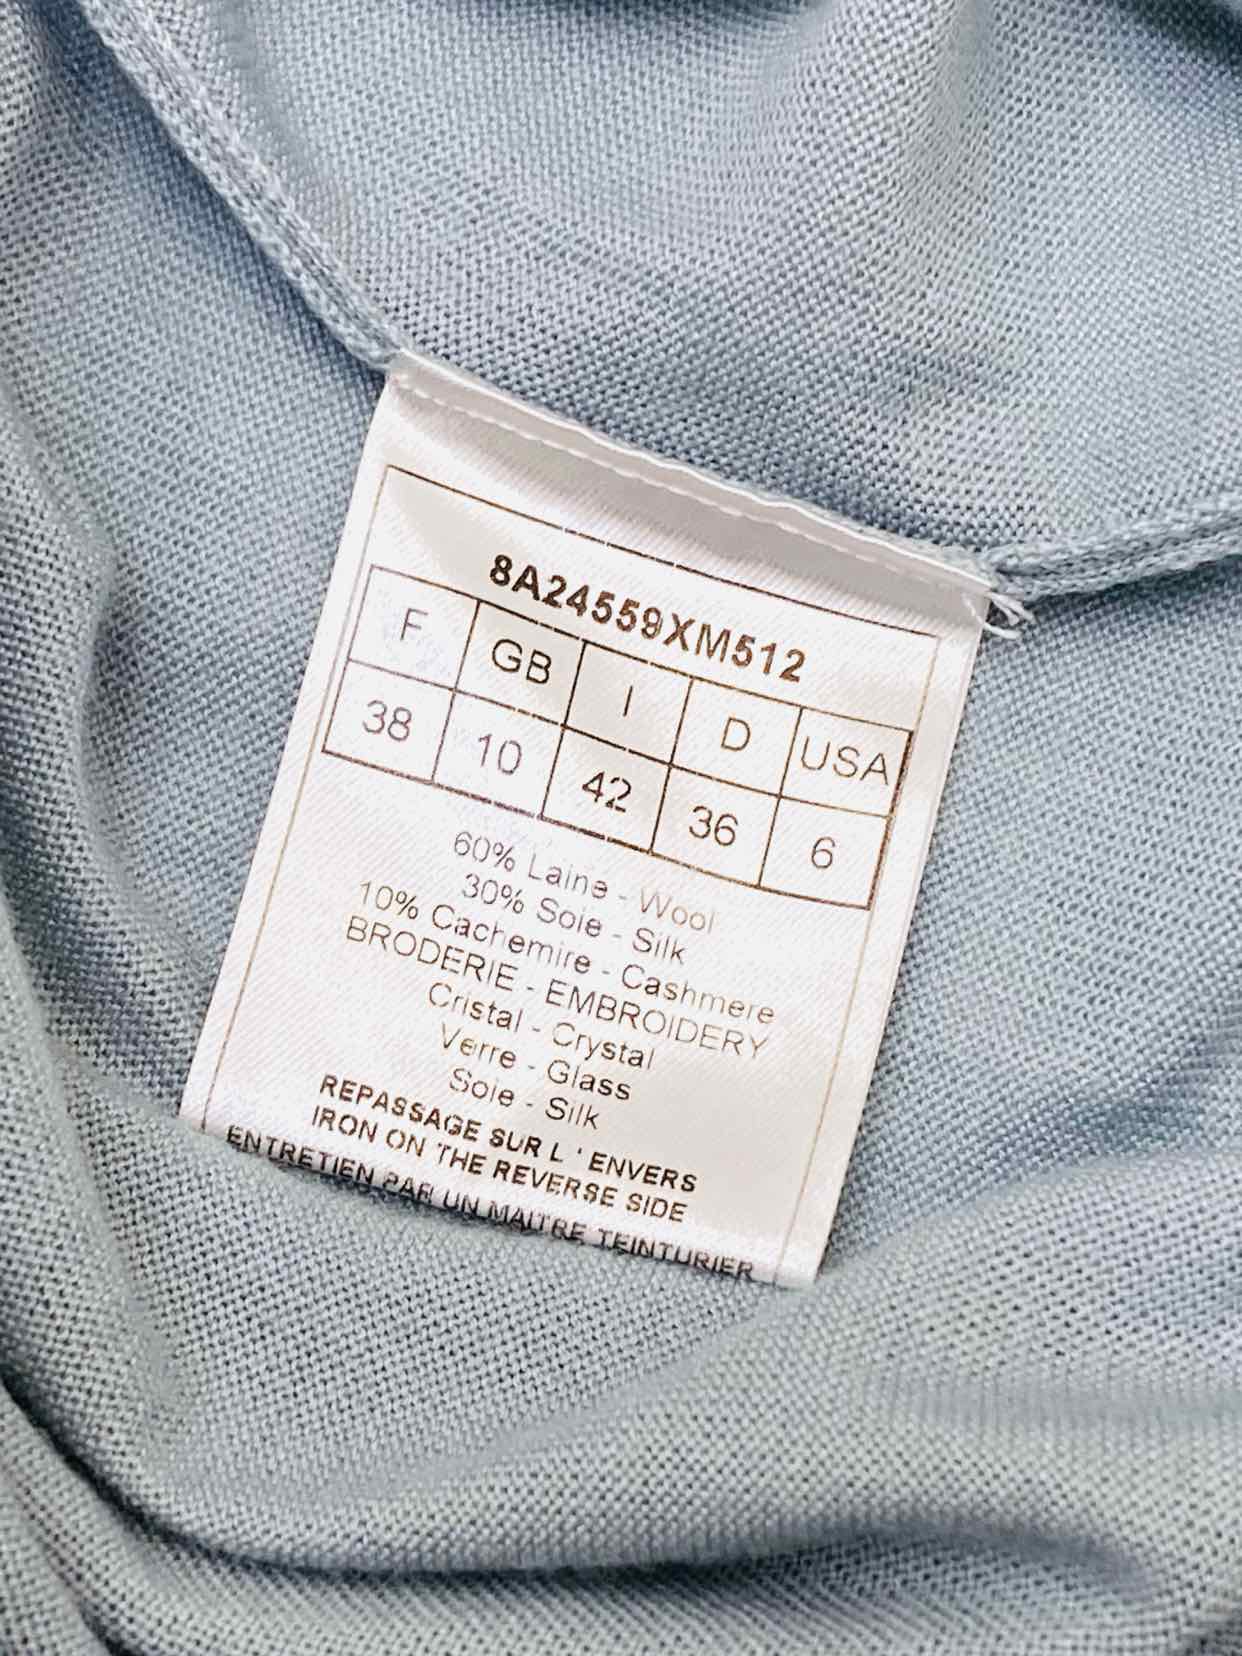 8A24559XM512
F GB I D USA
38 10 42 36 6
60% Laine - Wool
30% Soie - Silk
10% Cachemire - Cashmere
BRODERIE - EMBROIDERY
Cristal - Crystal
Verre - Glass
Soie - Silk
REPASSAGE SUR L ' ENVERS
IRON ON THE REVERSE SIDE
ENTRETIEN PAR UN MAITRE TEINTURIER